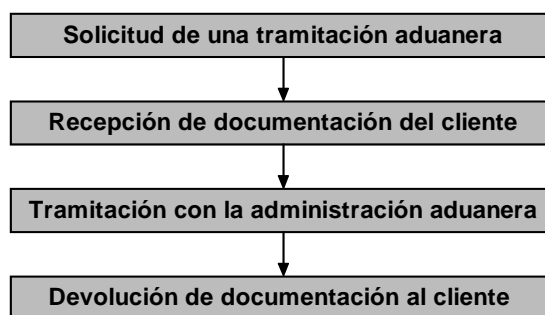 Solicitud de una tramitación aduanera
Recepción de documentación del cliente
Tramitación con la administración aduanera
Devolución de documentación al cliente